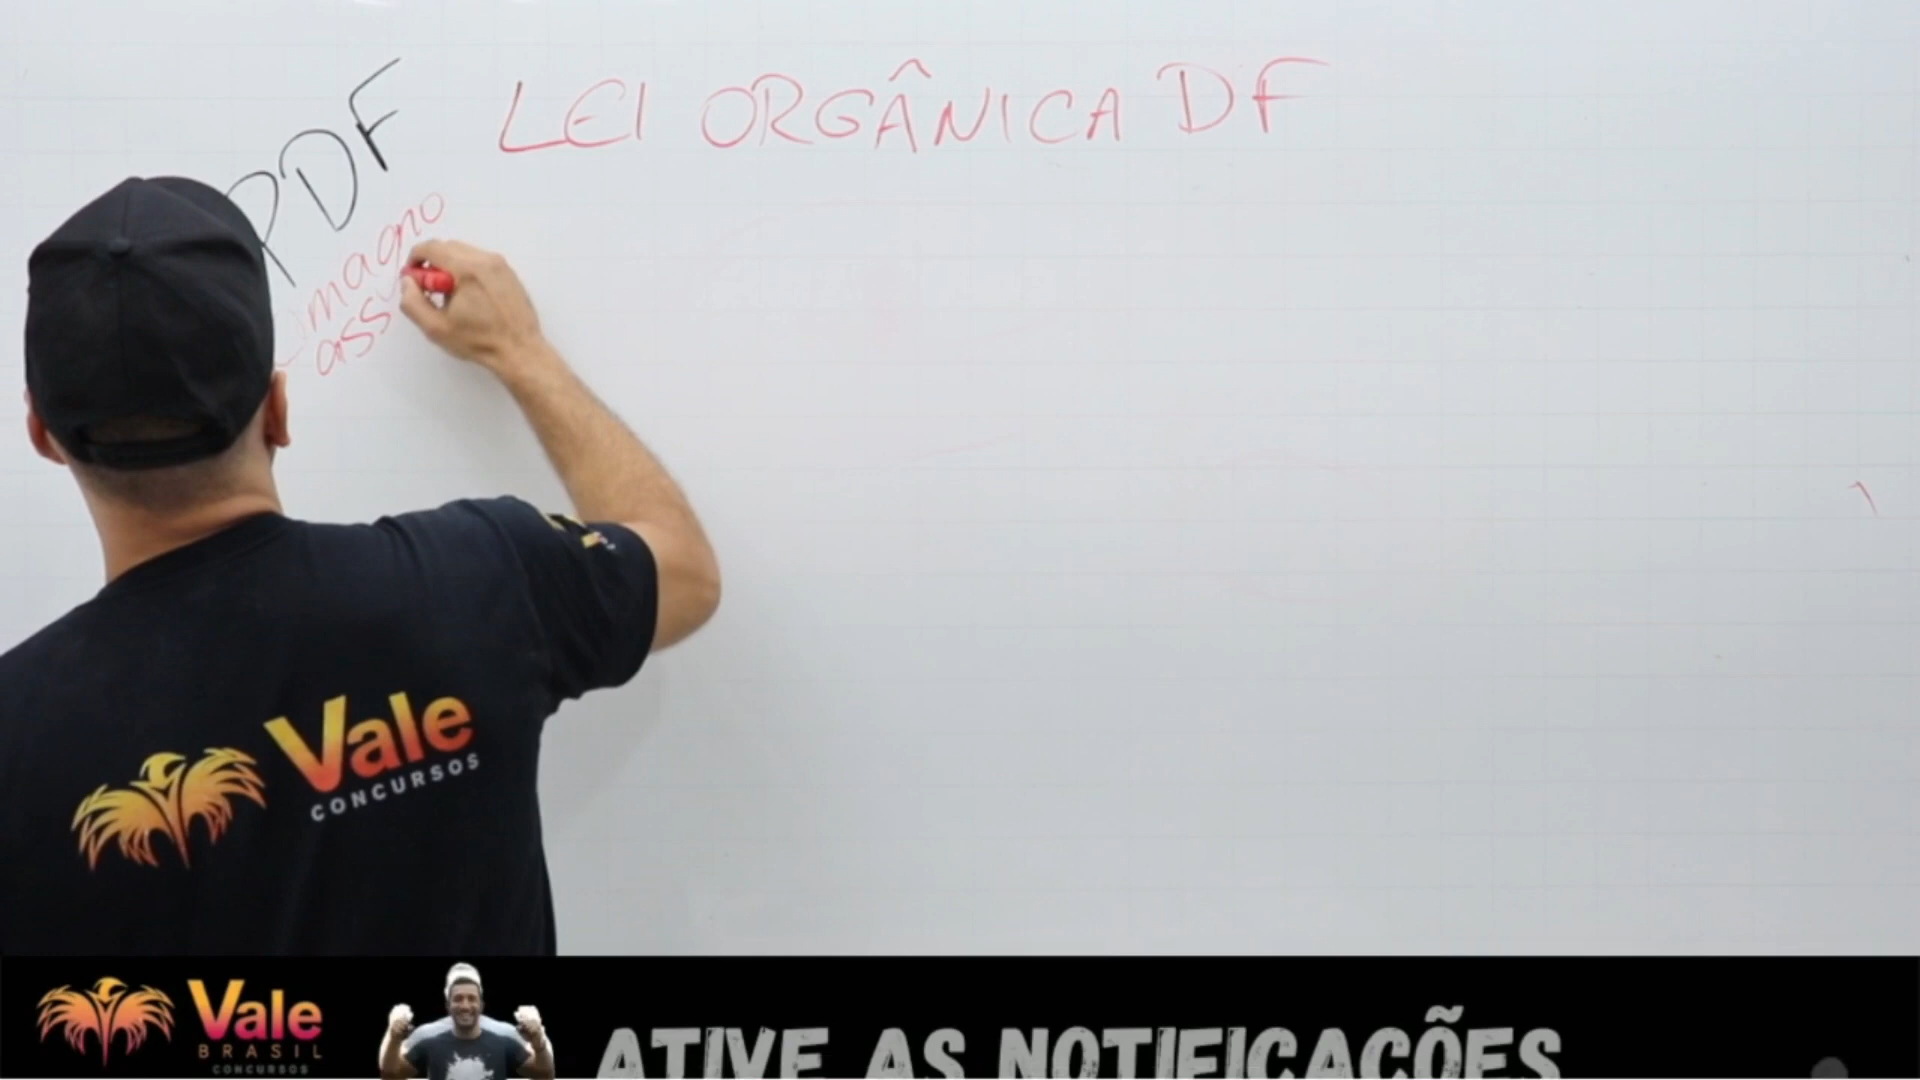 PDF
LEI ORGÂNICA DF
magno
ass
Vale
CONCURSOS
Vale
BRASIL
CONCURSOS
ATIVE AS NOTIFICAÇÕES